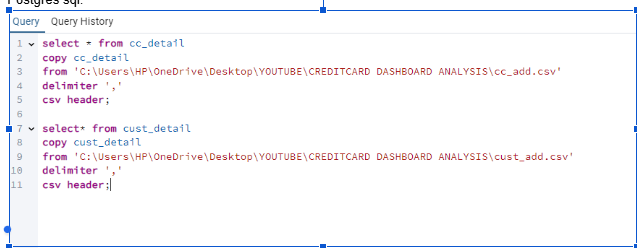 Postgres sql:
Query Query History
1 select * from cc_detail
2 copy cc_detail
3 from 'C:\Users\HP\OneDrive\Desktop\YOUTUBE\CREDITCARD DASHBOARD ANALYSIS\cc_add.csv'
4 delimiter ','
5 csv header;
6
7 select* from cust_detail
8 copy cust_detail
9 from 'C:\Users\HP\OneDrive\Desktop\YOUTUBE\CREDITCARD DASHBOARD ANALYSIS\cust_add.csv'
10 delimiter ','
11 csv header;